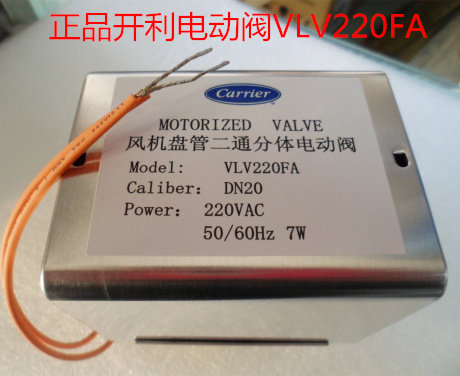 正品开利电动阀VLV220FA
Carrier
MOTORIZED VALVE
风机盘管二通分体电动阀
Model: VLV220FA
Caliber: DN20
Power: 220VAC
50/60Hz 7W